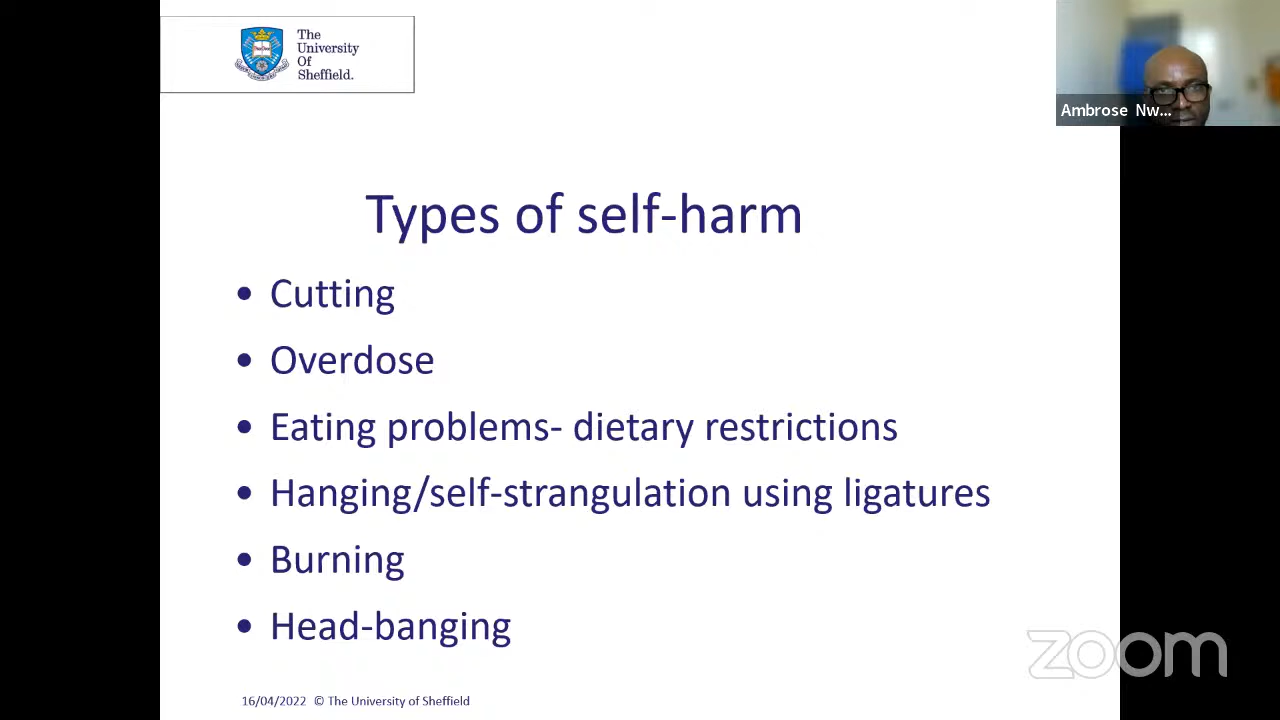 The
University
Of
Sheffield.
Ambrose Nw...
Types of self-harm
• Cutting
• Overdose
• Eating problems- dietary restrictions
• Hanging/self-strangulation using ligatures
• Burning
• Head-banging
zoom
16/04/2022 © The University of Sheffield